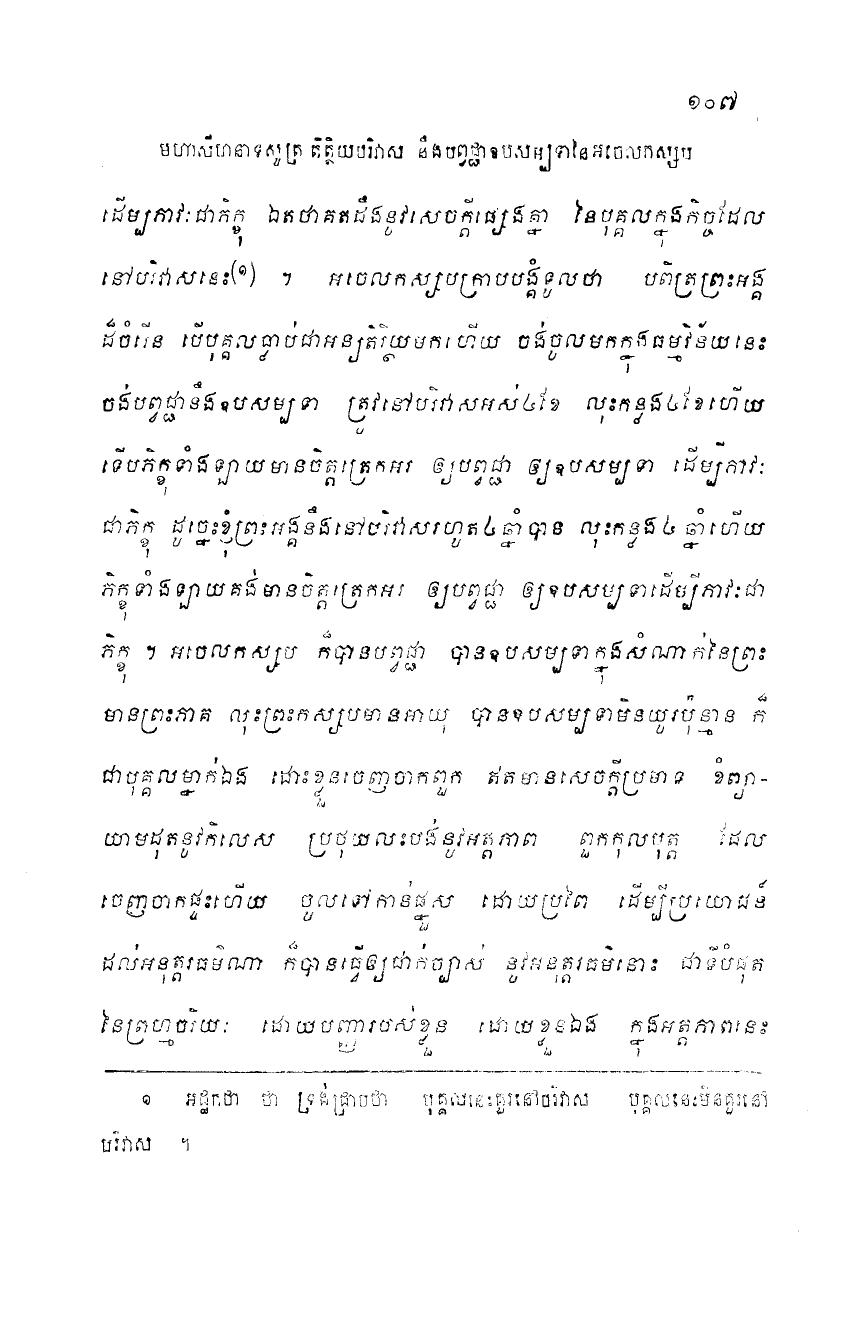 ១០៧
មហាសីហនាទសូត្រ តិត្ថិយបរិវាស នឹងបព្វជ្ជាឧបសម្បទានៃអចេលកស្សប
ដើម្បភាវៈជាភិក្ខុ ឯតថាគតដឹងនូវសេចក្តីផ្សេងគ្នា នៃបុគ្គលក្នុងកិច្ចដែល
នៅបរិវាសនេះ(១) ។ អចេលកស្សបក្រាបបង្គំទូលថា បពិត្រព្រះអង្គ
ដ៏ចំរើន បើបុគ្គលធ្លាប់ជាអន្យតិរ្ថិយមកហើយ ចង់ចូលមកក្នុងធម្មវិន័យនេះ
ចង់បព្វជ្ជានឹងឧបសម្បទា ត្រូវនៅបរិវាសអស់៤ខែ លុះកន្លង៤ខែហើយ
ទើបភិក្ខុទាំងឡាយមានចិត្តត្រេកអរ ឲ្យបព្វជ្ជា ឲ្យឧបសម្បទា ដើម្បីភាវៈ
ជាភិក្ខុ ដូច្នេះខ្ញុំព្រះអង្គនឹងនៅបរិវាសរហូត៤ឆ្នាំបាន លុះកន្លង៤ ឆ្នាំហើយ
ភិក្ខុទាំងឡាយគង់មានចិត្តត្រេកអរ ឲ្យបព្វជ្ជា ឲ្យឧបសម្បទាដើម្បីភាវៈជា
ភិក្ខុ ។ អចេលកស្សប ក៏បានបព្វជ្ជា បានឧបសម្បទាក្នុងសំណាក់នៃព្រះ
មានព្រះភាគ លុះព្រះកស្សបមានអាយុ បានឧបសម្បទាមិនយូរប៉ុន្មាន ក៏
ជាបុគ្គលម្នាក់ឯង ដោះខ្លួនចេញចាកពួក ឥតមានសេចក្តីប្រមាទ ខំព្យា-
យាមដុតនូវកិលេស ប្រថុយលះបង់នូវអត្តភាព ពួកកុលបុត្ត ដែល
ចេញចាកផ្ទះហើយ ចូលទៅកាន់ផ្នួស ដោយប្រពៃ ដើម្បីប្រយោជន៍
ដល់អនុត្តរធម៌ណា ក៏បានធ្វើឲ្យជាក់ច្បាស់ នូវអនុត្តរធម៌នោះ ជាទីបំផុត
នៃព្រហ្មចរិយៈ ដោយបញ្ញារបស់ខ្លួន ដោយខ្លួនឯង ក្នុងអត្តភាពនេះ
១ អដ្ឋកថា ថា ទ្រង់ជ្រាបថា បុគ្គលនេះគួរនៅបរិវាស បុគ្គលនេះមិនគួរនៅ
បរិវាស ។